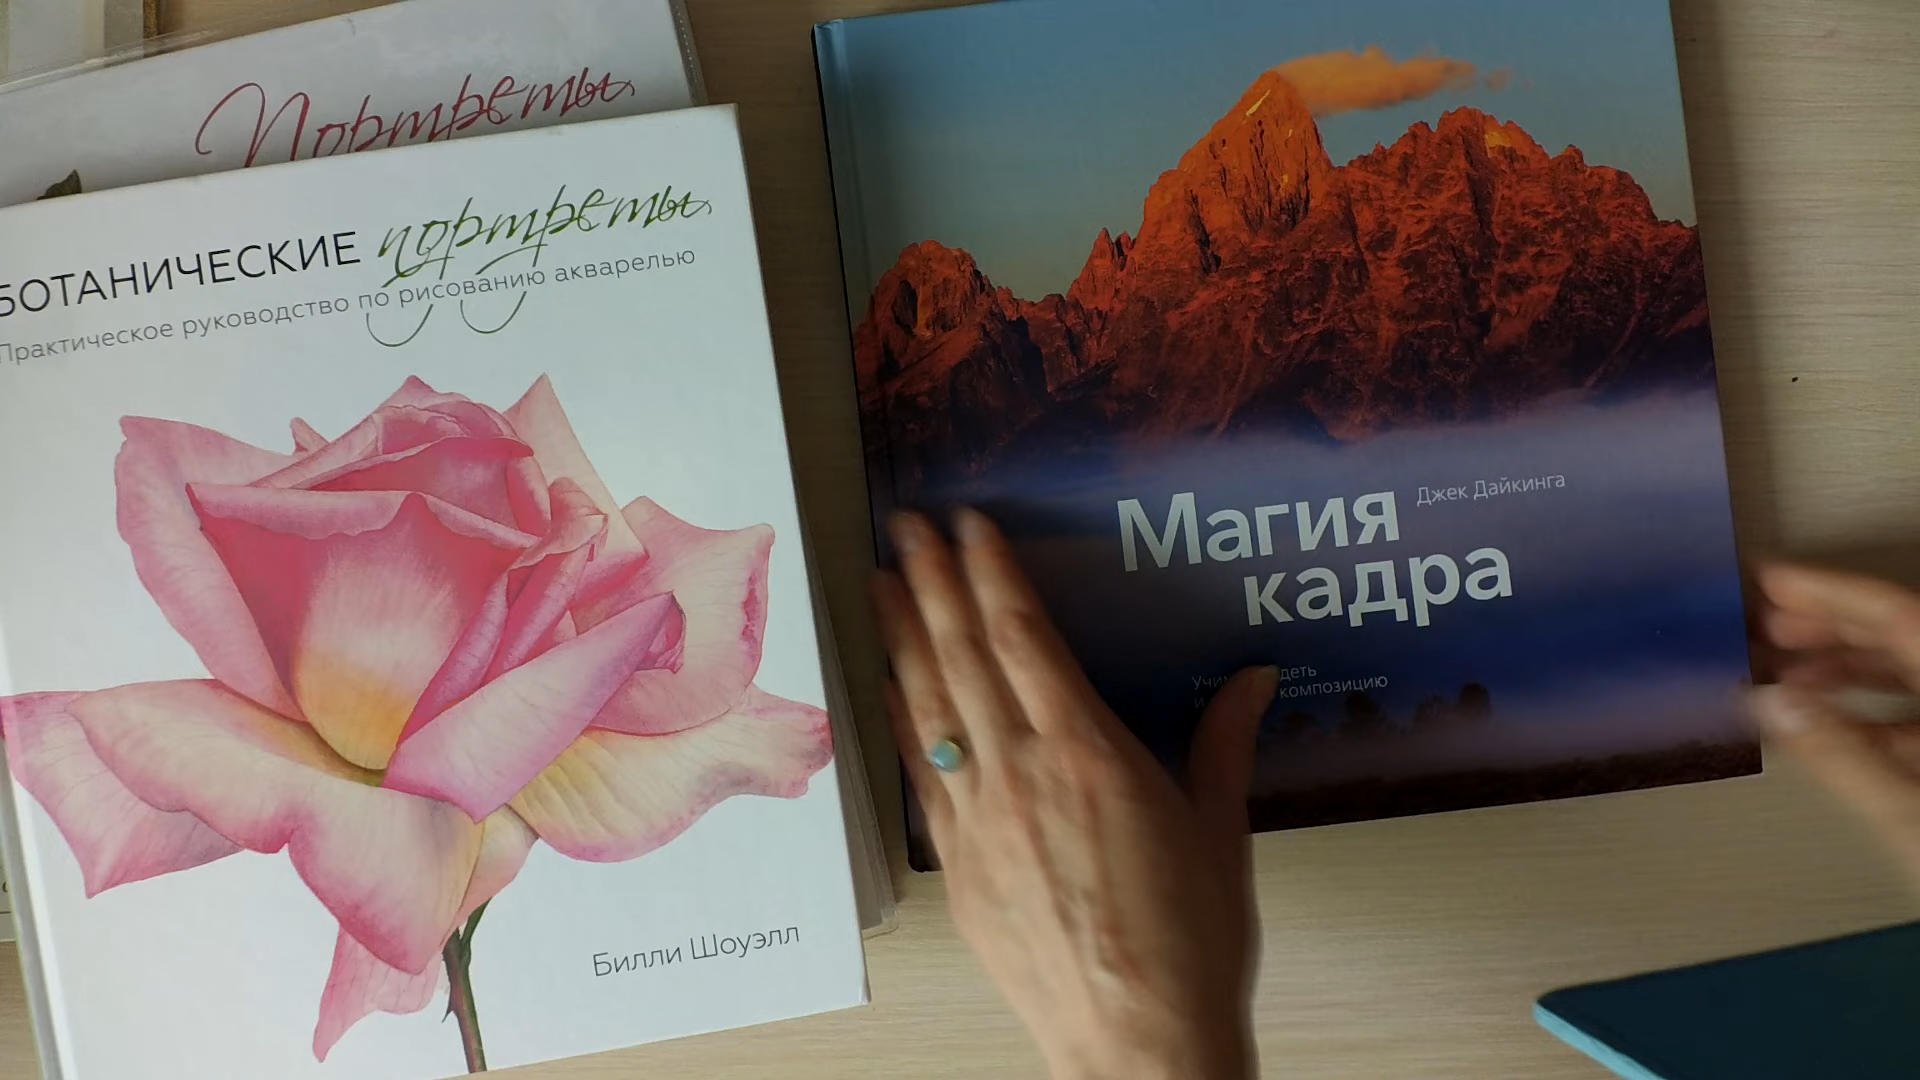 Портреты
БОТАНИЧЕСКИЕ портреты
Практическое руководство по рисованию акварелью
Билли Шоуэлл
Магия
кадра
Джек Дайкинга
композицию